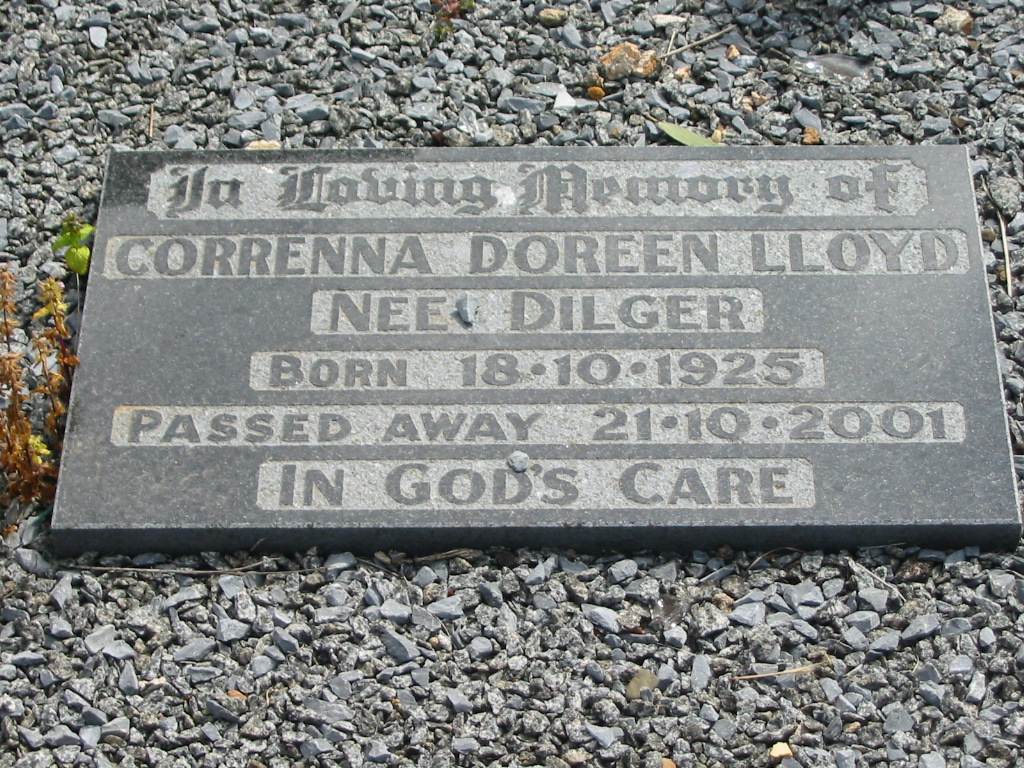 In Loving Memory of
CORRENNA DOREEN LLOYD
NEE DILGER
BORN 18·10·1925
PASSED AWAY 21·10·2001
IN GOD'S CARE